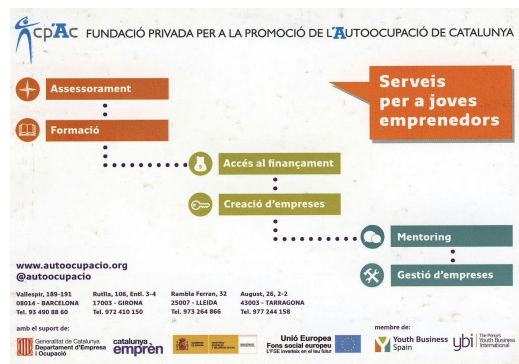 cp'Ac FUNDACIÓ PRIVADA PER A LA PROMOCIÓ DE L'AUTOOCUPACIÓ DE CATALUNYA
Serveis
per a joves
emprenedors
Assessorament
Formació
Accés al finançament
Creació d'empreses
Mentoring
Gestió d'empreses
www.autoocupacio.org
@autoocupacio
Vallespir, 189-191
08014 - BARCELONA
Tel. 93 490 88 60
Rutlla, 106, Entl. 3-4
17003 - GIRONA
Tel. 972 410 150
Rambla Ferran, 32
25007 - LLEIDA
Tel. 973 264 866
August, 26, 2-2
43003 - TARRAGONA
Tel. 977 244 158
amb el suport de:
Generalitat de Catalunya
Departament d'Empresa
i Ocupació
catalunya
emprèn
Unió Europea
Fons social europeu
L'FSE inverteix en el teu futur
membre de:
Youth Business
Spain
ybi
The Prince's
Youth Business
International